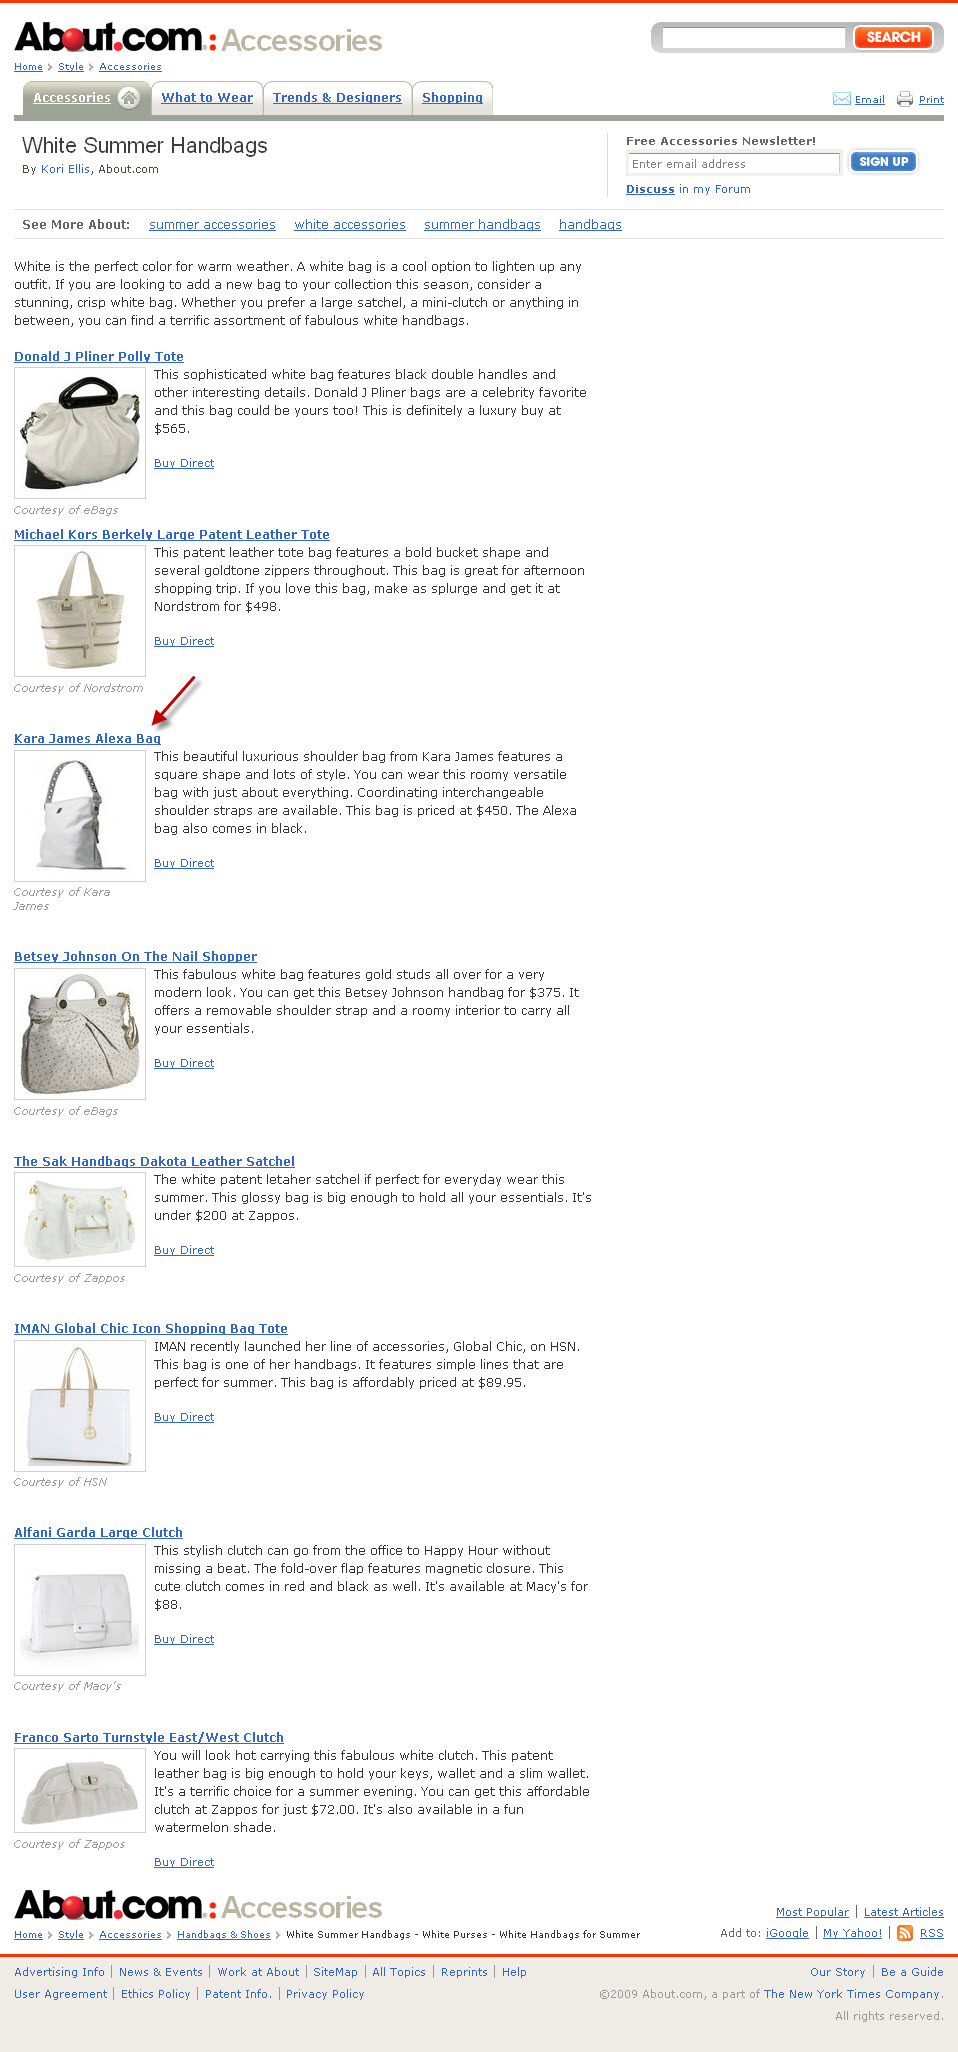 About.com: Accessories
SEARCH
Home > Style > Accessories
Accessories What to Wear Trends & Designers Shopping
Email Print
White Summer Handbags
By Kori Ellis, About.com
Free Accessories Newsletter!
Enter email address SIGN UP
Discuss in my Forum
See More About: summer accessories white accessories summer handbags handbags
White is the perfect color for warm weather. A white bag is a cool option to lighten up any
outfit. If you are looking to add a new bag to your collection this season, consider a
stunning, crisp white bag. Whether you prefer a large satchel, a mini-clutch or anything in
between, you can find a terrific assortment of fabulous white handbags.
Donald J Pliner Polly Tote
This sophisticated white bag features black double handles and
other interesting details. Donald J Pliner bags are a celebrity favorite
and this bag could be yours too! This is definitely a luxury buy at
$565.
Buy Direct
Courtesy of eBags
Michael Kors Berkely Large Patent Leather Tote
This patent leather tote bag features a bold bucket shape and
several goldtone zippers throughout. This bag is great for afternoon
shopping trip. If you love this bag, make as splurge and get it at
Nordstrom for $498.
Buy Direct
Courtesy of Nordstrom
Kara James Alexa Bag
This beautiful luxurious shoulder bag from Kara James features a
square shape and lots of style. You can wear this roomy versatile
bag with just about everything. Coordinating interchangeable
shoulder straps are available. This bag is priced at $450. The Alexa
bag also comes in black.
Buy Direct
Courtesy of Kara
James
Betsey Johnson On The Nail Shopper
This fabulous white bag features gold studs all over for a very
modern look. You can get this Betsey Johnson handbag for $375. It
offers a removable shoulder strap and a roomy interior to carry all
your essentials.
Buy Direct
Courtesy of eBags
The Sak Handbags Dakota Leather Satchel
The white patent letaher satchel if perfect for everyday wear this
summer. This glossy bag is big enough to hold all your essentials. It's
under $200 at Zappos.
Buy Direct
Courtesy of Zappos
IMAN Global Chic Icon Shopping Bag Tote
IMAN recently launched her line of accessories, Global Chic, on HSN.
This bag is one of her handbags. It features simple lines that are
perfect for summer. This bag is affordably priced at $89.95.
Buy Direct
Courtesy of HSN
Alfani Garda Large Clutch
This stylish clutch can go from the office to Happy Hour without
missing a beat. The fold-over flap features magnetic closure. This
cute clutch comes in red and black as well. It's available at Macy's for
$88.
Buy Direct
Courtesy of Macy's
Franco Sarto Turnstyle East/West Clutch
You will look hot carrying this fabulous white clutch. This patent
leather bag is big enough to hold your keys, wallet and a slim wallet.
It's a terrific choice for a summer evening. You can get this affordable
clutch at Zappos for just $72.00. It's also available in a fun
watermelon shade.
Courtesy of Zappos
Buy Direct
About.com: Accessories
Most Popular | Latest Articles
Home > Style > Accessories > Handbags & Shoes > White Summer Handbags - White Purses - White Handbags for Summer
Add to: iGoogle | My Yahoo! | RSS
Advertising Info | News & Events | Work at About | SiteMap | All Topics | Reprints | Help
Our Story | Be a Guide
User Agreement | Ethics Policy | Patent Info. | Privacy Policy
©2009 About.com, a part of The New York Times Company.
All rights reserved.